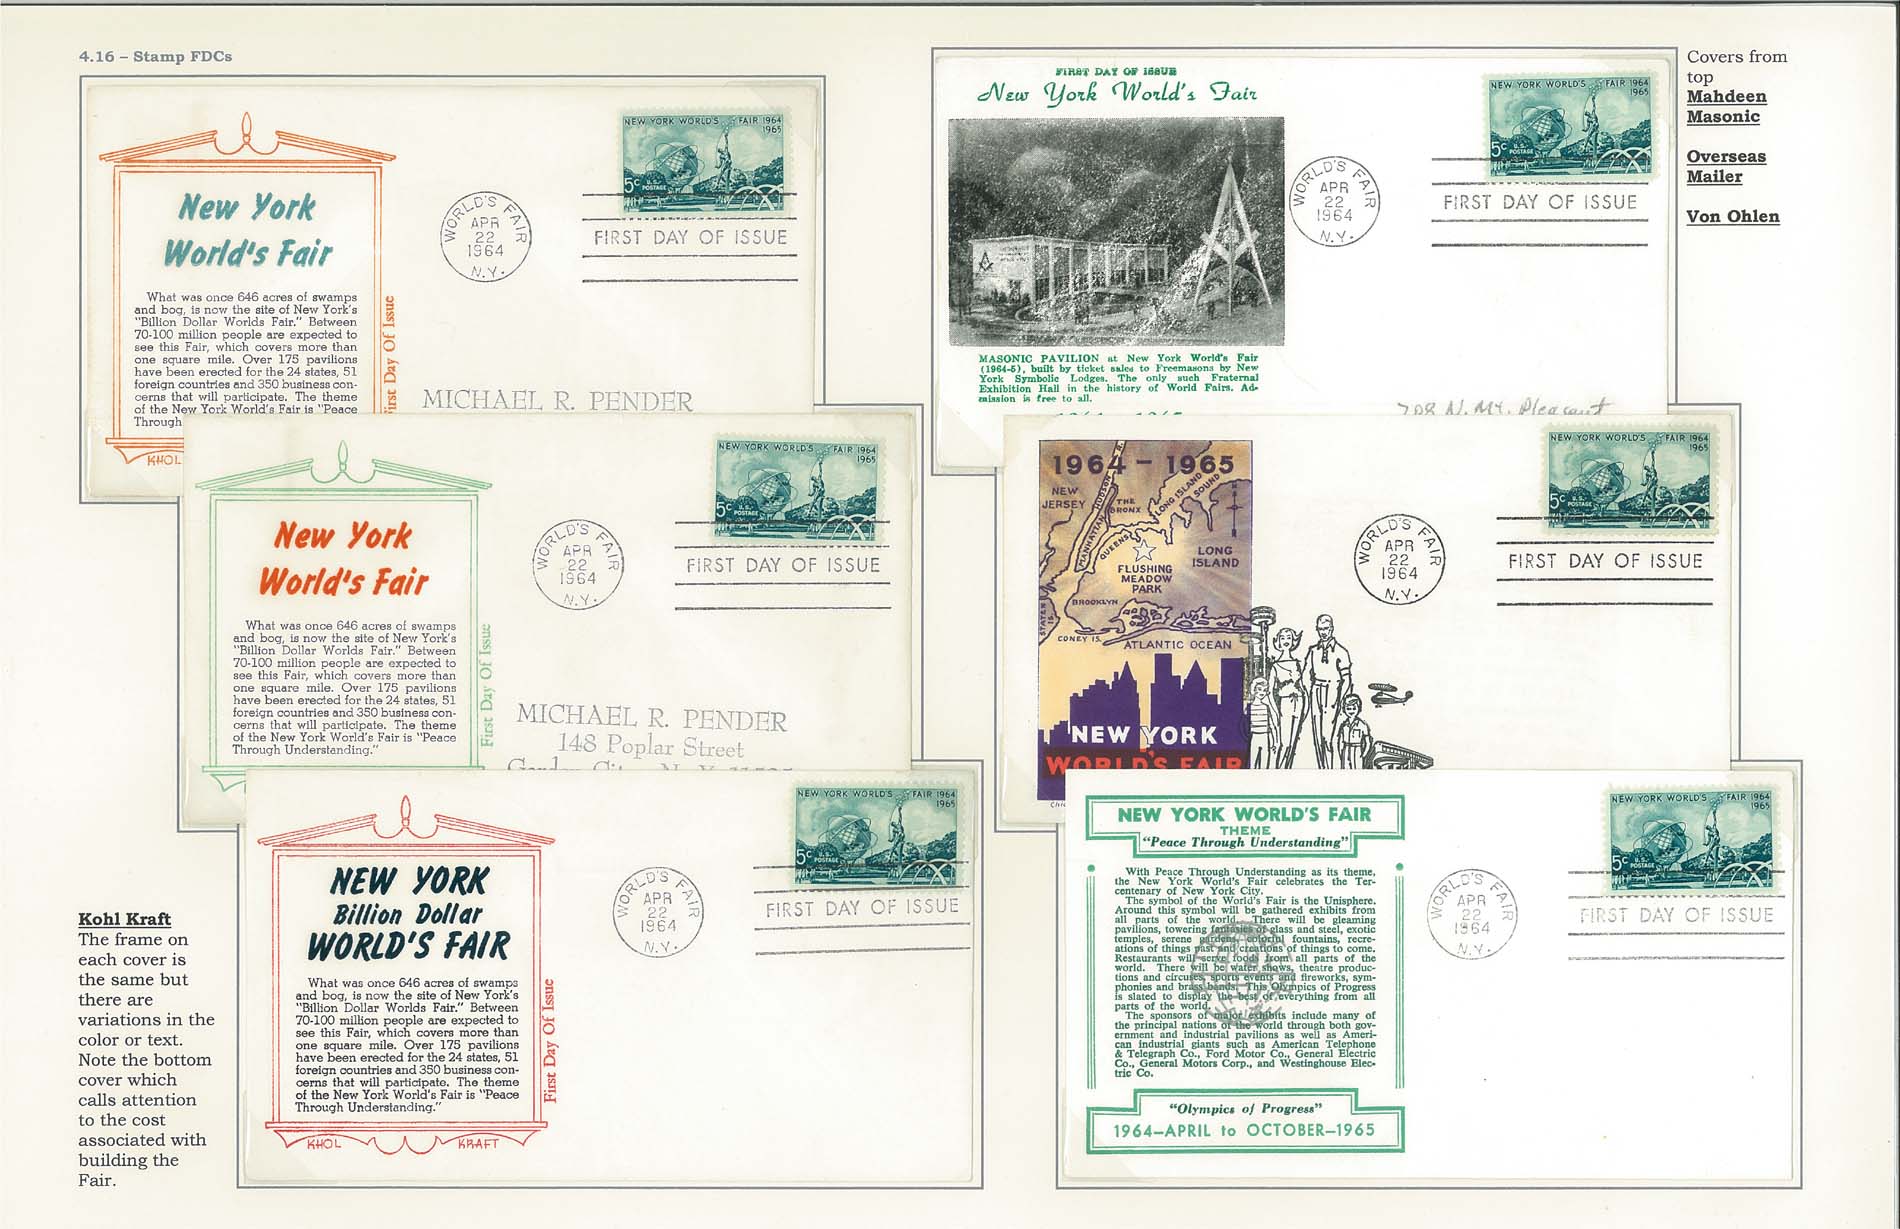 4.16 – Stamp FDCs
New York
World's Fair
What was once 646 acres of swamps
and bog, is now the site of New York's
"Billion Dollar Worlds Fair." Between
70-100 million people are expected to
see this Fair, which covers more than
one square mile. Over 175 pavilions
have been erected for the 24 states, 51
foreign countries and 350 business con-
cerns that will participate. The theme
of the New York World's Fair is "Peace
Through
First Day Of Issue
KHOL
NEW YORK WORLD'S FAIR 1964
1965
5c U.S. POSTAGE
WORLD'S FAIR
APR
22
1964
N.Y.
FIRST DAY OF ISSUE
MICHAEL R. PENDER
New York
World's Fair
What was once 646 acres of swamps
and bog, is now the site of New York's
"Billion Dollar Worlds Fair." Between
70-100 million people are expected to
see this Fair, which covers more than
one square mile. Over 175 pavilions
have been erected for the 24 states, 51
foreign countries and 350 business con-
cerns that will participate. The theme
of the New York World's Fair is "Peace
Through Understanding."
First Day Of Issue
NEW YORK WORLD'S FAIR 1964
1965
5c U.S. POSTAGE
WORLD'S FAIR
APR
22
1964
N.Y.
FIRST DAY OF ISSUE
MICHAEL R. PENDER
148 Poplar Street
NEW YORK
Billion Dollar
WORLD'S FAIR
What was once 646 acres of swamps
and bog, is now the site of New York's
"Billion Dollar Worlds Fair." Between
70-100 million people are expected to
see this Fair, which covers more than
one square mile. Over 175 pavilions
have been erected for the 24 states, 51
foreign countries and 350 business con-
cerns that will participate. The theme
of the New York World's Fair is "Peace
Through Understanding."
First Day Of Issue
KHOL KRAFT
NEW YORK WORLD'S FAIR 1964
1965
5c U.S. POSTAGE
WORLD'S FAIR
APR
22
1964
N.Y.
FIRST DAY OF ISSUE
Kohl Kraft
The frame on
each cover is
the same but
there are
variations in the
color or text.
Note the bottom
cover which
calls attention
to the cost
associated with
building the
Fair.
FIRST DAY OF ISSUE
New York World's Fair
MASONIC PAVILION at New York World's Fair
(1964-5), built by ticket sales to Freemasons by New
York Symbolic Lodges. The only such Fraternal
Exhibition Hall in the history of World Fairs. Ad-
mission is free to all.
NEW YORK WORLD'S FAIR 1964
1965
5c U.S. POSTAGE
WORLD'S FAIR
APR
22
1964
N.Y.
FIRST DAY OF ISSUE
708 N. Mt. Pleasant
Covers from
top
Mahdeen
Masonic
Overseas
Mailer
Von Ohlen
1964 - 1965
NEW
JERSEY
MANHATTAN
HUDSON R.
THE
BRONX
LONG ISLAND
SOUND
QUEENS
LONG
ISLAND
FLUSHING
MEADOW
PARK
BROOKLYN
STATEN IS.
CONEY IS.
ATLANTIC OCEAN
NEW YORK
WORLD'S FAIR
NEW YORK WORLD'S FAIR 1964
1965
5c U.S. POSTAGE
WORLD'S FAIR
APR
22
1964
N.Y.
FIRST DAY OF ISSUE
NEW YORK WORLD'S FAIR
THEME
"Peace Through Understanding"
With Peace Through Understanding as its theme,
the New York World's Fair celebrates the Ter-
centenary of New York City.
The symbol of the World's Fair is the Unisphere.
Around this symbol will be gathered exhibits from
all parts of the world. There will be gleaming
pavilions, towering fantasies of glass and steel, exotic
temples, serene gardens, colorful fountains, recre-
ations of things past and creations of things to come.
Restaurants will serve foods from all parts of the
world. There will be water shows, theatre produc-
tions and circuses, sports events and fireworks, sym-
phonies and brass bands. This Olympics of Progress
is slated to display the best of everything from all
parts of the world.
The sponsors of major exhibits include many of
the principal nations of the world through both gov-
ernment and industrial pavilions as well as Ameri-
can industrial giants such as American Telephone
& Telegraph Co., Ford Motor Co., General Electric
Co., General Motors Corp., and Westinghouse Elec-
tric Co.
"Olympics of Progress"
1964—APRIL to OCTOBER—1965
NEW YORK WORLD'S FAIR 1964
1965
5c U.S. POSTAGE
WORLD'S FAIR
APR
22
1964
N.Y.
FIRST DAY OF ISSUE